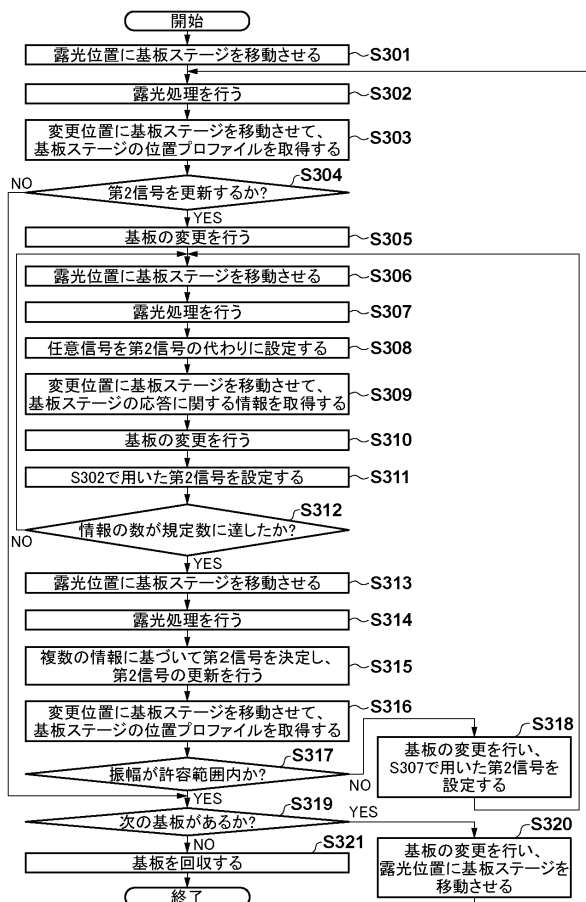 開始
露光位置に基板ステージを移動させる
S301
露光処理を行う
S302
変更位置に基板ステージを移動させて、
基板ステージの位置プロファイルを取得する
S303
S304
NO
第2信号を更新するか?
YES
基板の変更を行う
S305
露光位置に基板ステージを移動させる
S306
露光処理を行う
S307
任意信号を第2信号の代わりに設定する
S308
変更位置に基板ステージを移動させて、
基板ステージの応答に関する情報を取得する
S309
基板の変更を行う
S310
S302で用いた第2信号を設定する
S311
S312
情報の数が規定数に達したか?
NO
YES
露光位置に基板ステージを移動させる
S313
露光処理を行う
S314
複数の情報に基づいて第2信号を決定し、
第2信号の更新を行う
S315
S316
変更位置に基板ステージを移動させて、
基板ステージの位置プロファイルを取得する
S317
振幅が許容範囲内か?
NO
YES
S318
基板の変更を行い、
S307で用いた第2信号を
設定する
S319
次の基板があるか?
YES
NO
S320
基板の変更を行い、
露光位置に基板ステージを
移動させる
S321
基板を回収する
終了